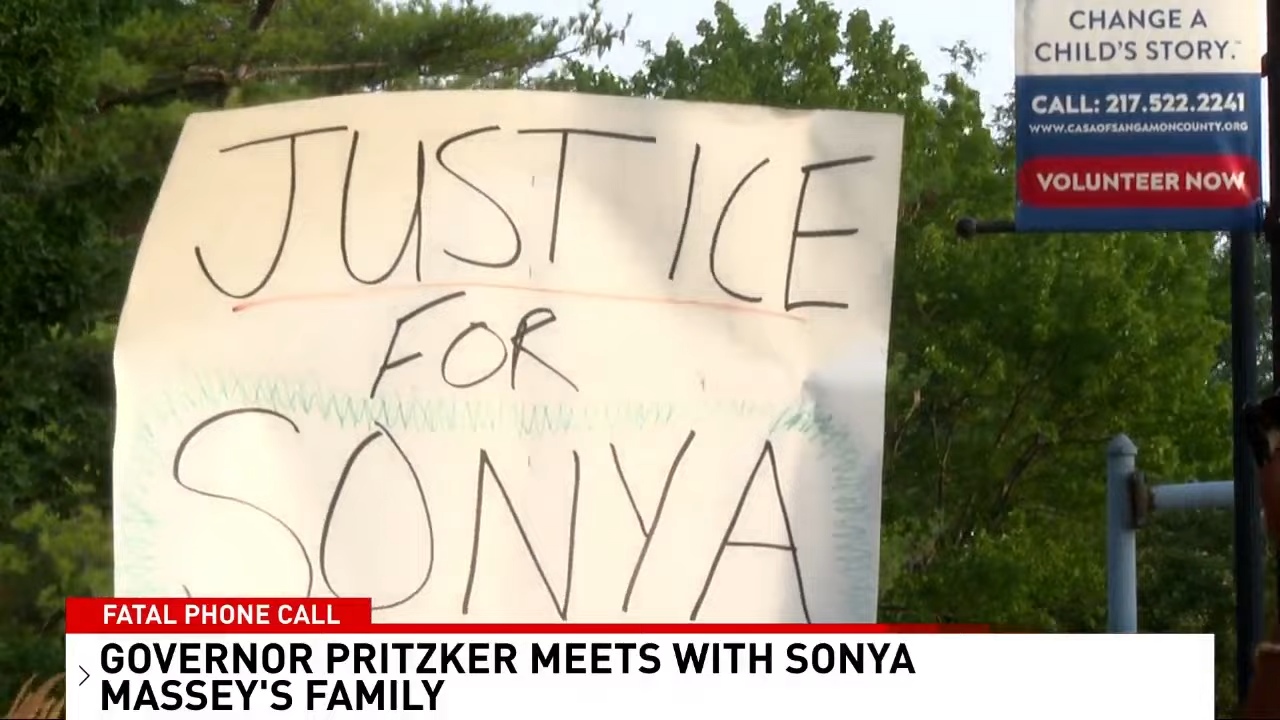 CHANGE A
CHILD'S STORY.™
CALL: 217.522.2241
WWW.CASAOFSANGAMONCOUNTY.ORG
VOLUNTEER NOW
JUSTICE
FOR
SONYA
FATAL PHONE CALL
GOVERNOR PRITZKER MEETS WITH SONYA
MASSEY'S FAMILY